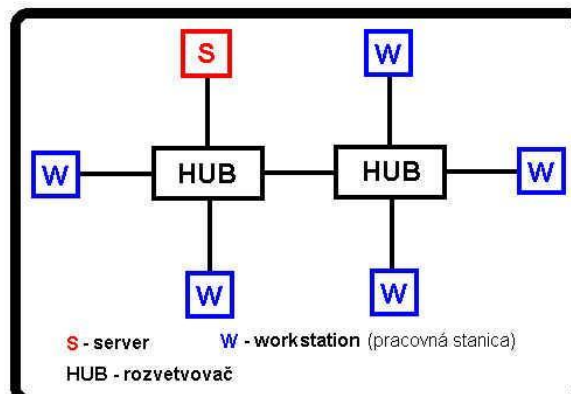 S W
W HUB HUB W
W W
S - server W - workstation (pracovná stanica)
HUB - rozvetvovač